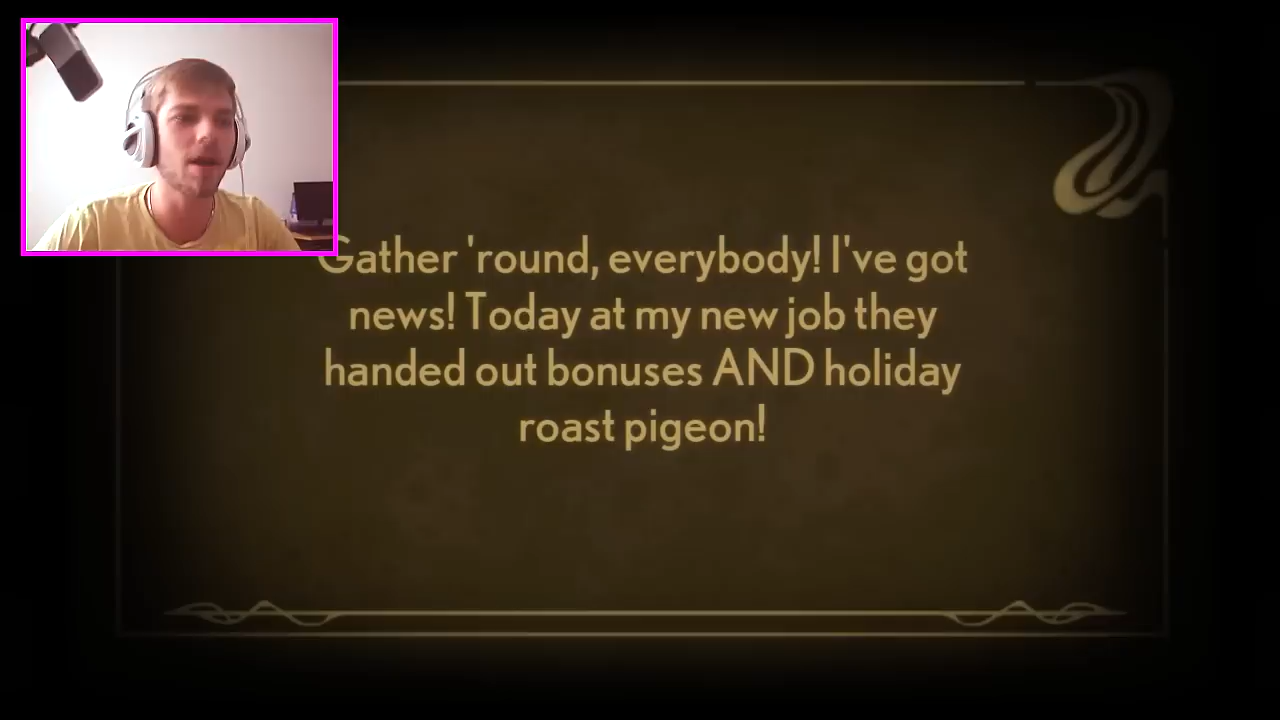 Gather 'round, everybody! I've got
news! Today at my new job they
handed out bonuses AND holiday
roast pigeon!